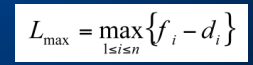 L_max = max_{1≤i≤n} {f_i − d_i}